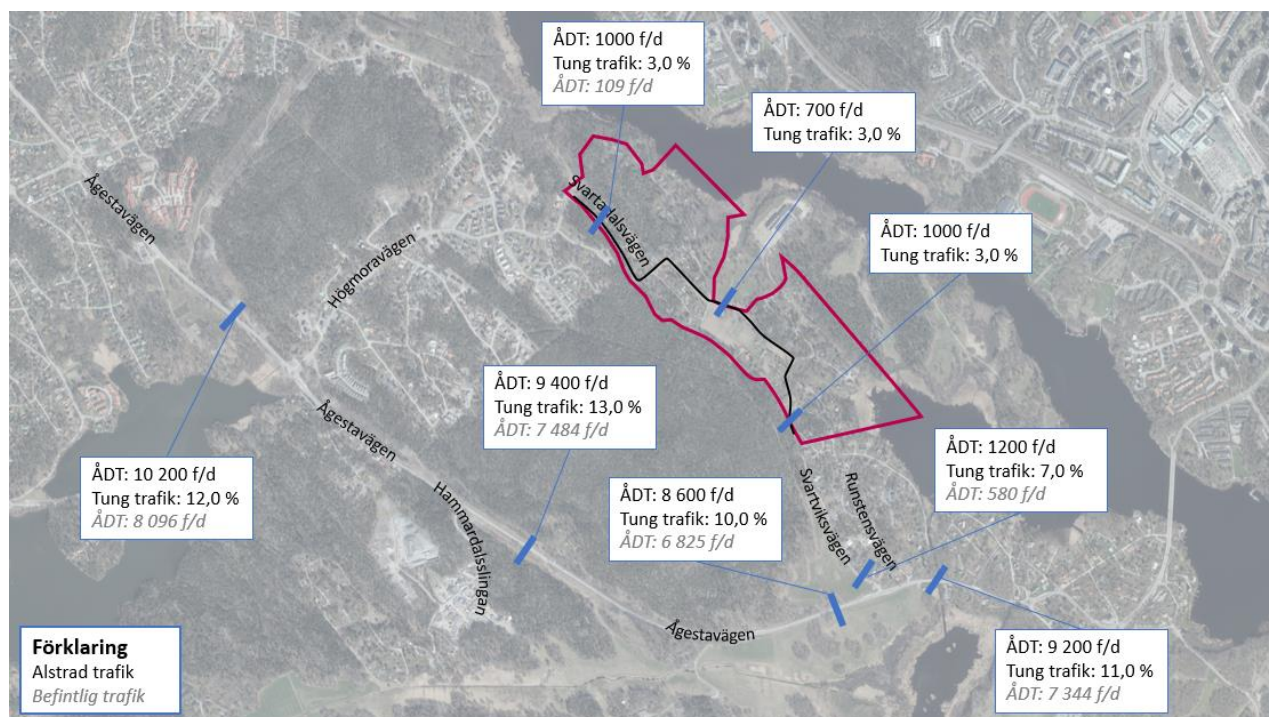 ÅDT: 1000 f/d
Tung trafik: 3,0 %
ÅDT: 109 f/d
ÅDT: 700 f/d
Tung trafik: 3,0 %
Ågestavägen
Svartadalsvägen
ÅDT: 1000 f/d
Tung trafik: 3,0 %
Högmoravägen
ÅDT: 9 400 f/d
Tung trafik: 13,0 %
ÅDT: 7 484 f/d
Ågestavägen
ÅDT: 10 200 f/d
Tung trafik: 12,0 %
ÅDT: 8 096 f/d
Hammardalsslingan
ÅDT: 8 600 f/d
Tung trafik: 10,0 %
ÅDT: 6 825 f/d
Svartviksvägen
Runstensvägen
ÅDT: 1200 f/d
Tung trafik: 7,0 %
ÅDT: 580 f/d
Ågestavägen
ÅDT: 9 200 f/d
Tung trafik: 11,0 %
ÅDT: 7 344 f/d
Förklaring
Alstrad trafik
Befintlig trafik